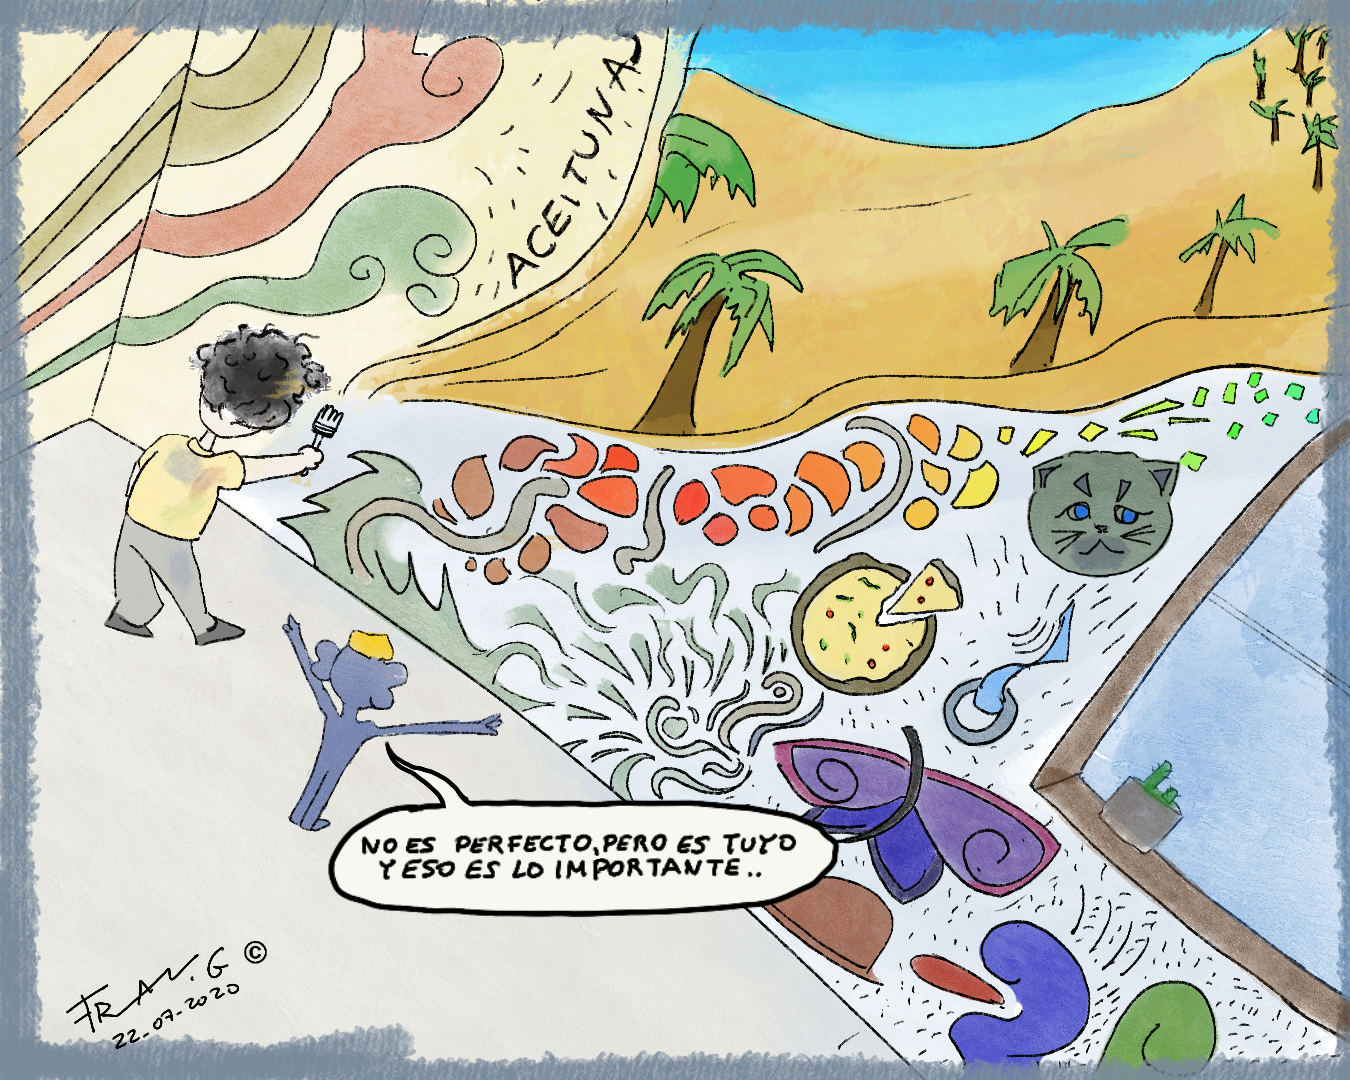 ACEITUNAS
NO ES PERFECTO, PERO ES TUYO
Y ESO ES LO IMPORTANTE..
FRAN.G ©
22-07-2020